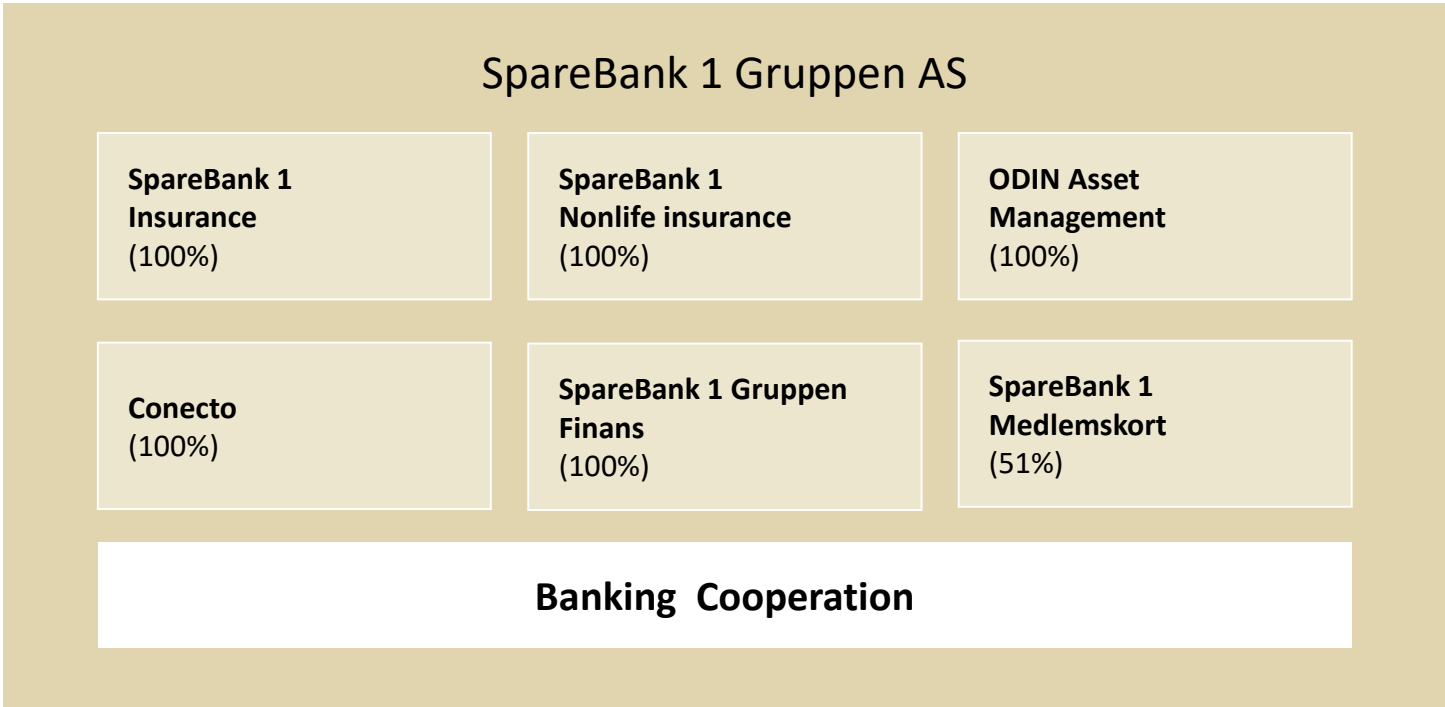 SpareBank 1 Gruppen AS
SpareBank 1
Insurance
(100%)
SpareBank 1
Nonlife insurance
(100%)
ODIN Asset
Management
(100%)
Conecto
(100%)
SpareBank 1 Gruppen
Finans
(100%)
SpareBank 1
Medlemskort
(51%)
Banking Cooperation